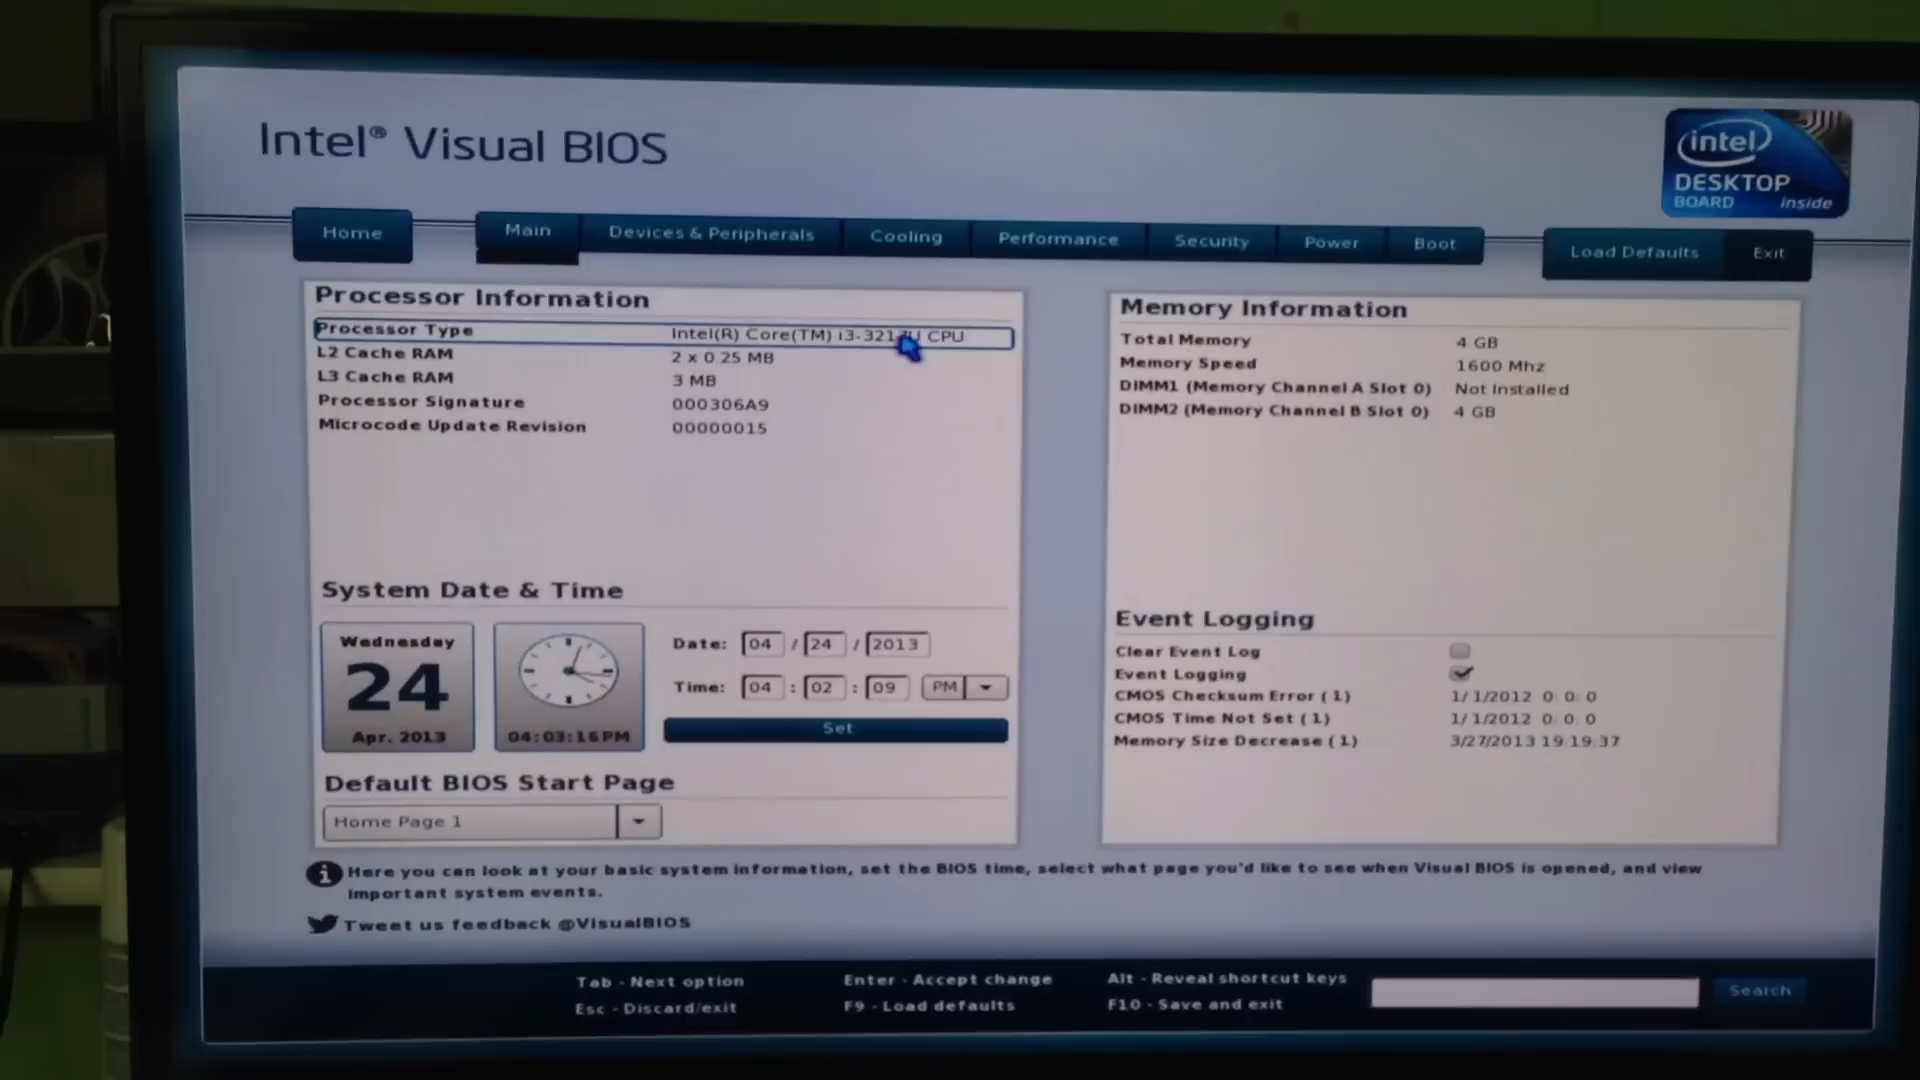 Intel® Visual BIOS
intel
DESKTOP
BOARD inside
Home Main Devices & Peripherals Cooling Performance Security Power Boot Load Defaults Exit
Processor Information
Processor Type Intel(R) Core(TM) CPU
L2 Cache RAM 2 x 0.25 MB
L3 Cache RAM 3 MB
Processor Signature 000306A9
Microcode Update Revision 00000015
System Date & Time
Wednesday
24
Apr. 2013
04:03:16PM
Date: 04 / 24 / 2013
Time: 04 : 02 : 09 PM
Set
Default BIOS Start Page
Home Page 1
Memory Information
Total Memory 4 GB
Memory Speed 1600 Mhz
DIMM1 (Memory Channel A Slot 0) Not Installed
DIMM2 (Memory Channel B Slot 0) 4 GB
Event Logging
Clear Event Log
Event Logging
CMOS Checksum Error (1) 1/ 1/2012 0: 0: 0
CMOS Time Not Set (1) 1/ 1/2012 0: 0: 0
Memory Size Decrease (1) 3/27/2013 19:19:37
Here you can look at your basic system information, set the BIOS time, select what page you'd like to see when Visual BIOS is opened, and view
important system events.
Tweet us feedback @VisualBIOS
Tab - Next option Enter - Accept change Alt - Reveal shortcut keys
Esc - Discard/exit F9 - Load defaults F10 - Save and exit
Search